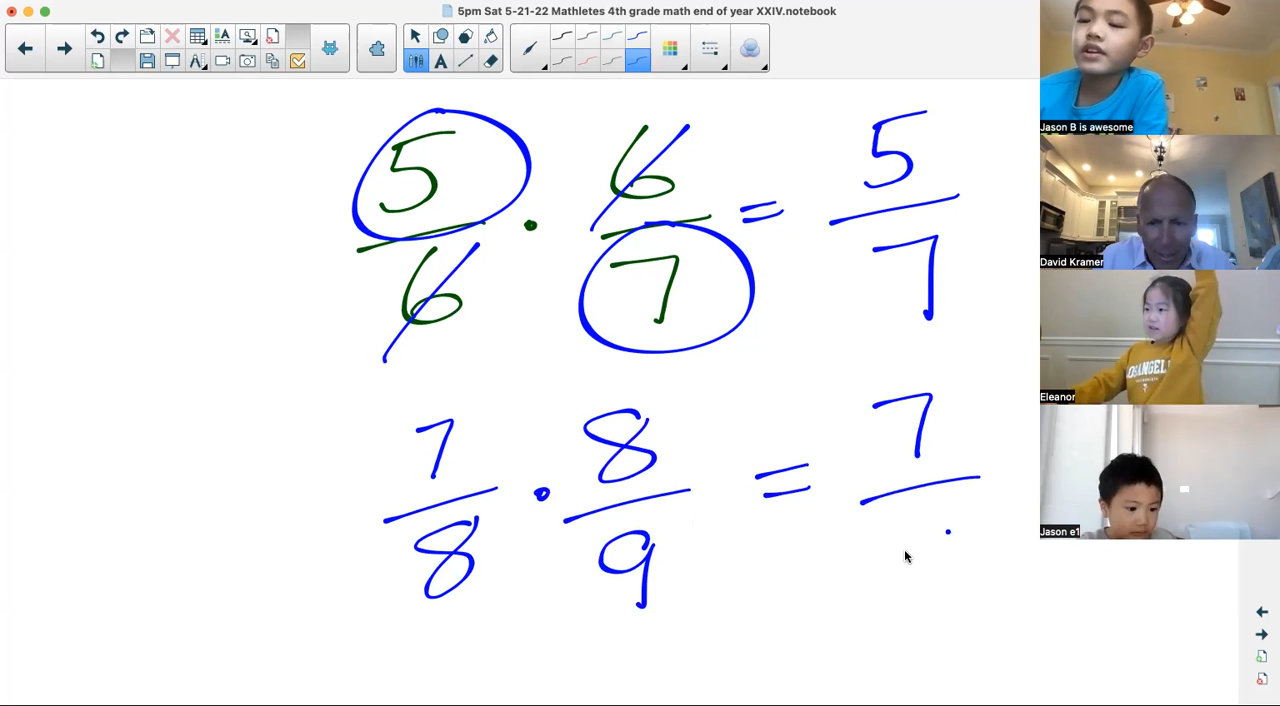 5pm Sat 5-21-22 Mathletes 4th grade math end of year XXIV.notebook
5/6 · 6/7 = 5/7
7/8 · 8/9 = 7/
Jason B is awesome
David Kramer
Eleanor
Jason e1